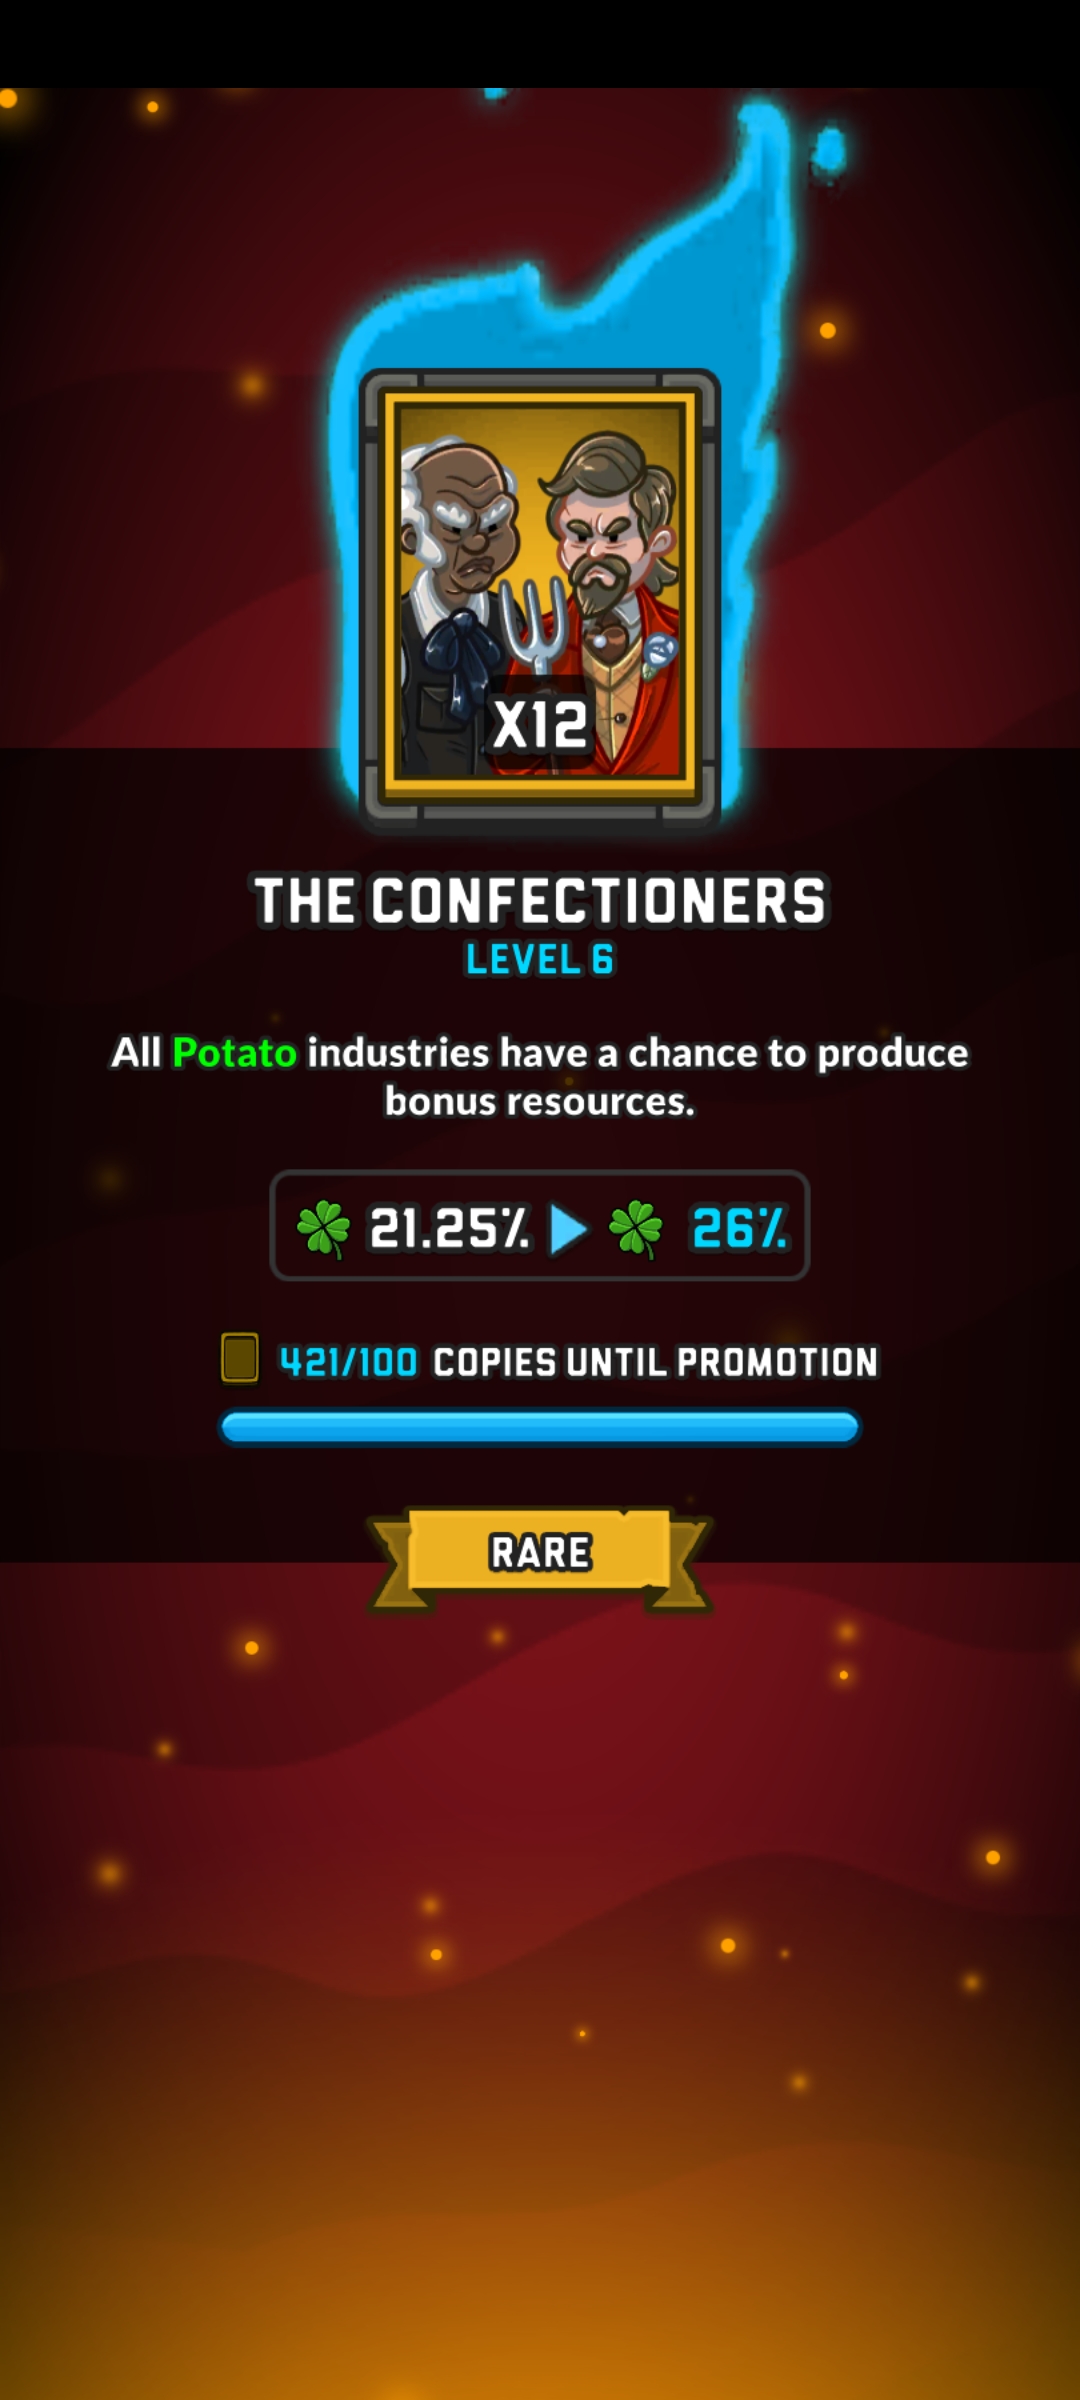 X12
THE CONFECTIONERS
LEVEL 6
All Potato industries have a chance to produce
bonus resources.
21.25% 26%
421/100 COPIES UNTIL PROMOTION
RARE